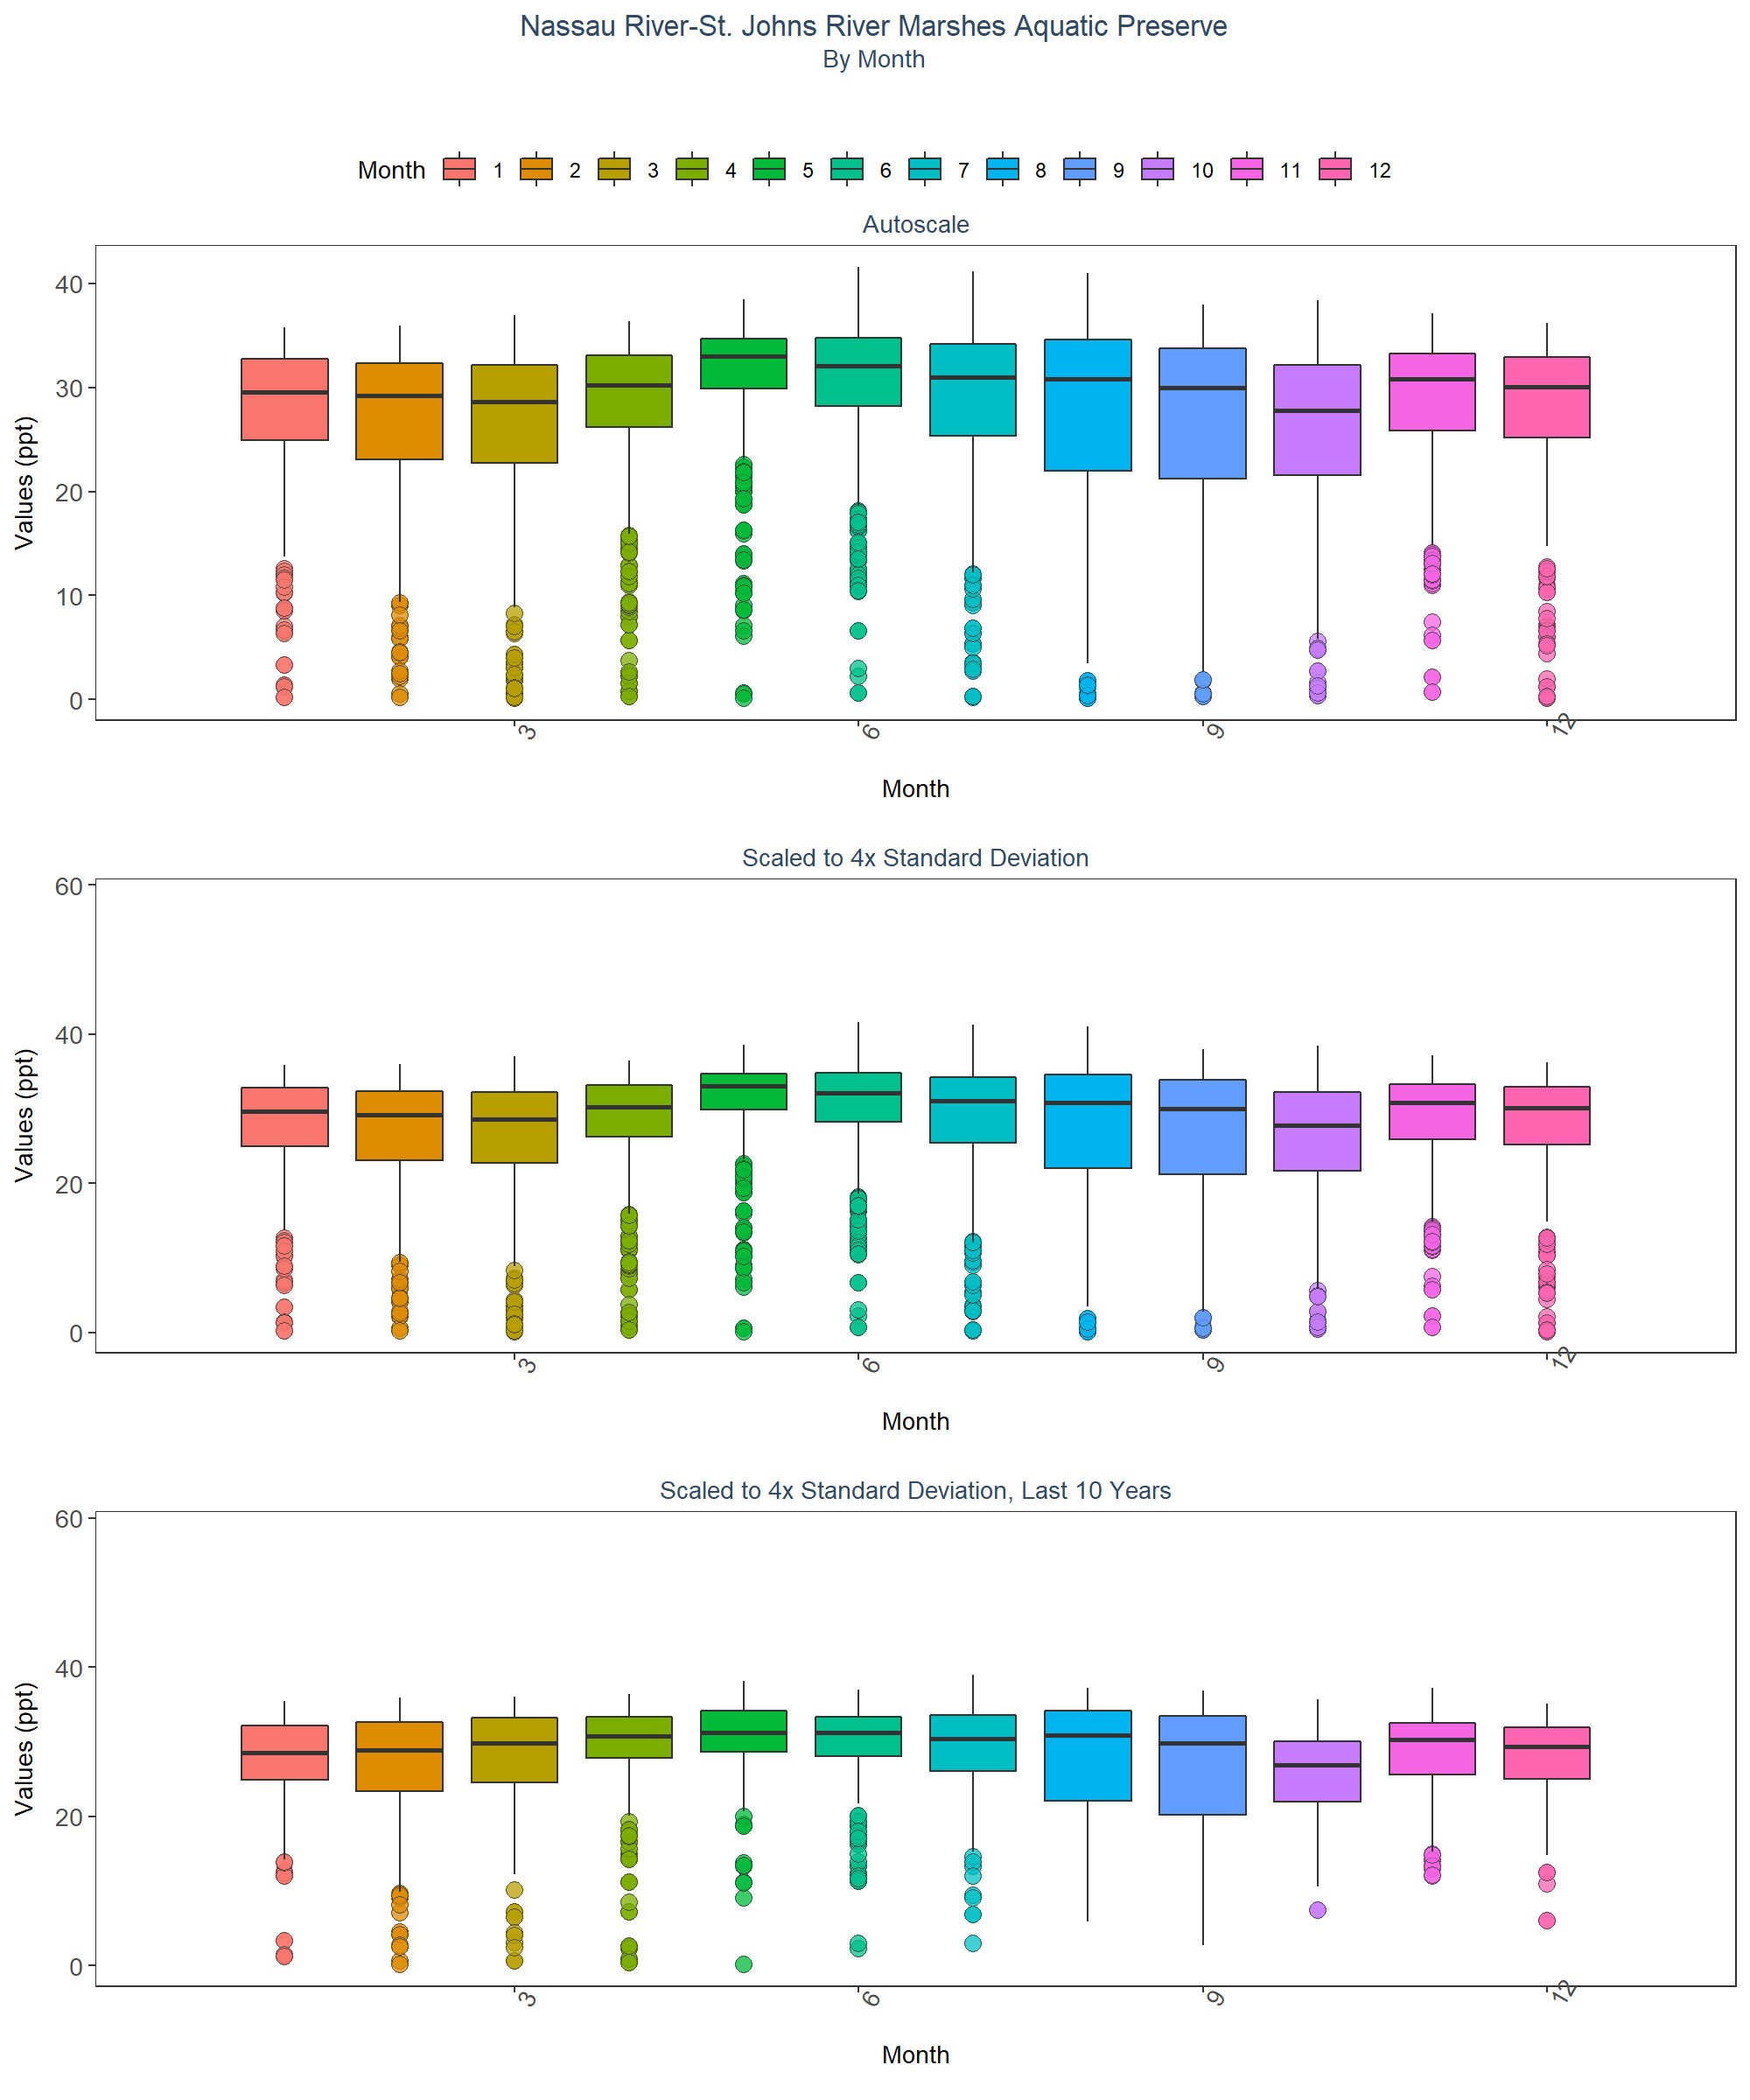 Nassau River-St. Johns River Marshes Aquatic Preserve
By Month
Month 1 2 3 4 5 6 7 8 9 10 11 12
Autoscale
40
30
20
10
0
Values (ppt)
3 6 9 12
Month
Scaled to 4x Standard Deviation
60
40
20
0
Values (ppt)
3 6 9 12
Month
Scaled to 4x Standard Deviation, Last 10 Years
60
40
20
0
Values (ppt)
3 6 9 12
Month